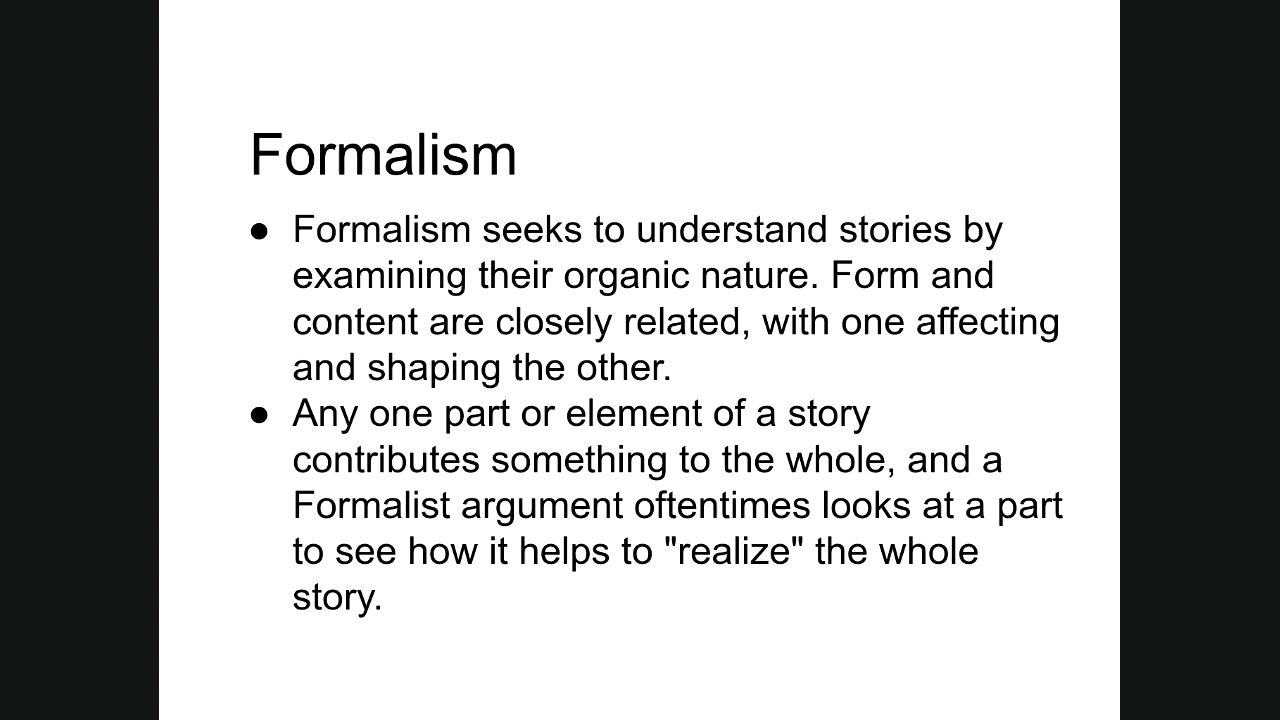 Formalism
● Formalism seeks to understand stories by
examining their organic nature. Form and
content are closely related, with one affecting
and shaping the other.
● Any one part or element of a story
contributes something to the whole, and a
Formalist argument oftentimes looks at a part
to see how it helps to "realize" the whole
story.